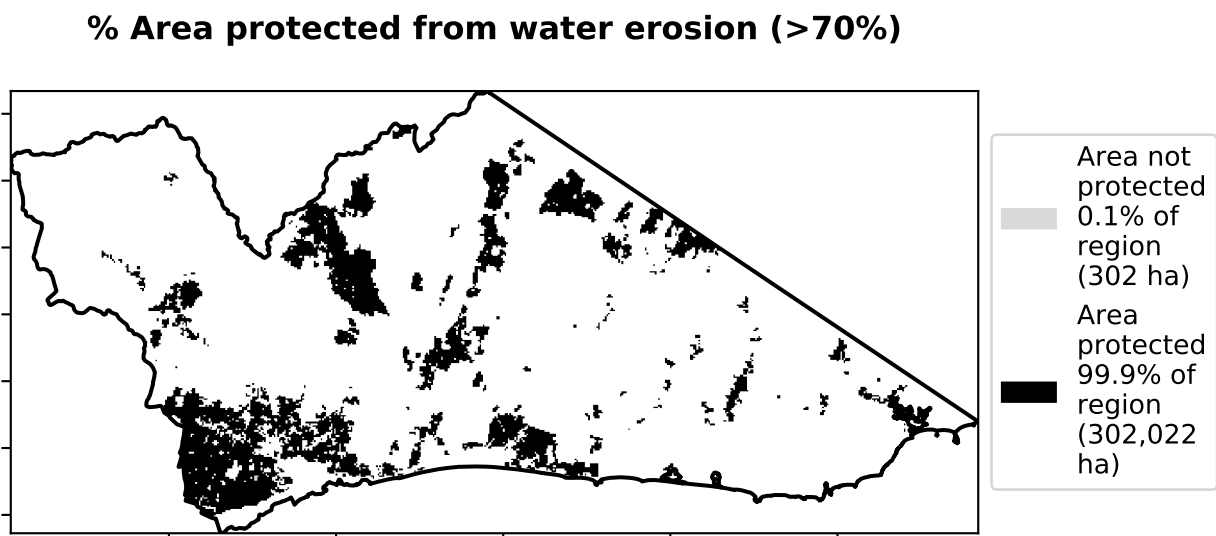 % Area protected from water erosion (>70%)
Area not
protected
0.1% of
region
(302 ha)
Area
protected
99.9% of
region
(302,022
ha)